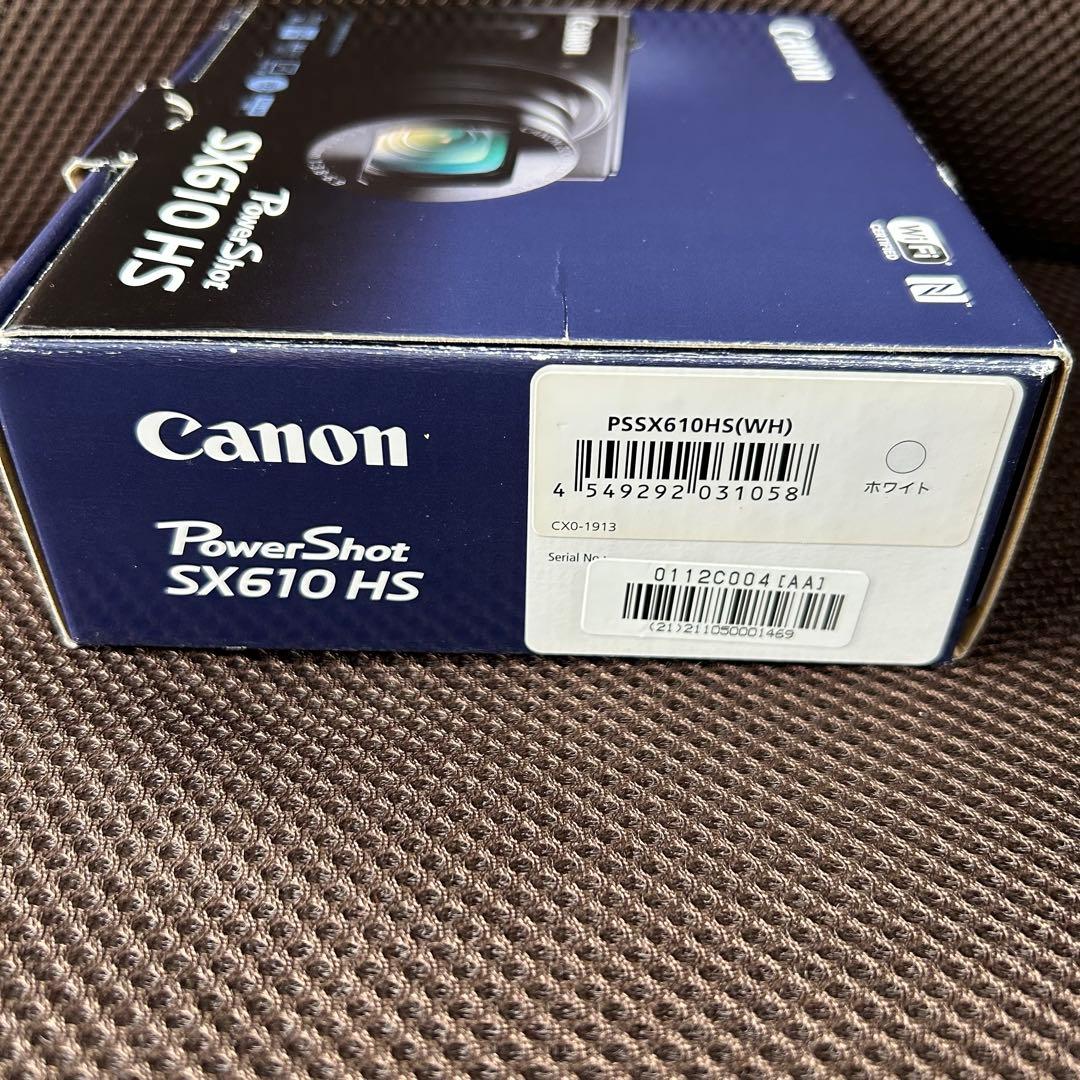 Canon
Canon
PowerShot
SX610 HS
WiFi
CERTIFIED
Canon
PowerShot
SX610 HS
PSSX610HS(WH)
4 549292 031058
ホワイト
CX0-1913
Serial No.:
0112C004[AA]
(21)211050001469